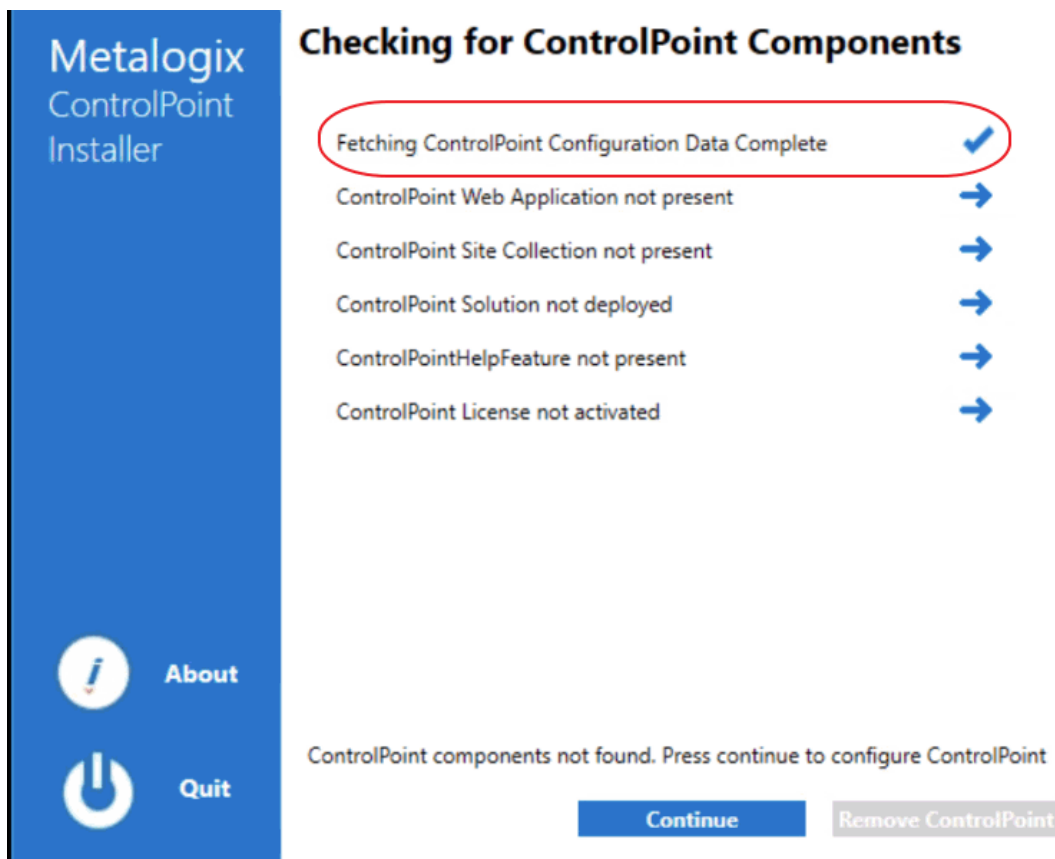 Metalogix
ControlPoint
Installer
Checking for ControlPoint Components
Fetching ControlPoint Configuration Data Complete
ControlPoint Web Application not present
ControlPoint Site Collection not present
ControlPoint Solution not deployed
ControlPointHelpFeature not present
ControlPoint License not activated
About
Quit
ControlPoint components not found. Press continue to configure ControlPoint
Continue
Remove ControlPoint